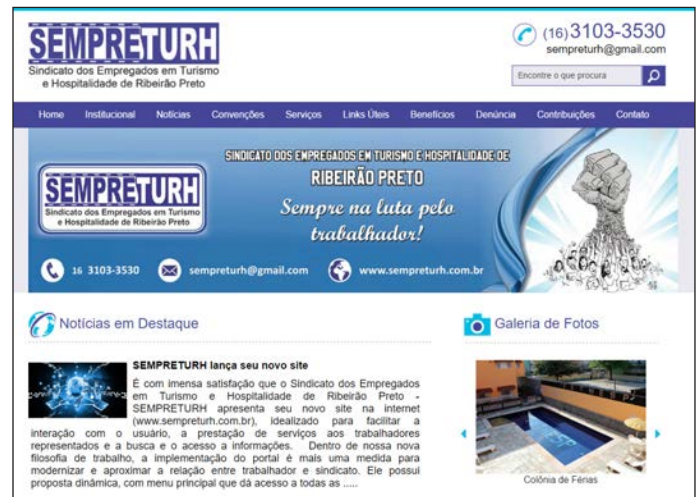 SEMPRETURH
Sindicato dos Empregados em Turismo
e Hospitalidade de Ribeirão Preto
(16)3103-3530
sempreturh@gmail.com
Encontre o que procura
Home Institucional Notícias Convenções Serviços Links Úteis Benefícios Denúncia Contribuições Contato
SINDICATO DOS EMPREGADOS EM TURISMO E HOSPITALIDADE DE
RIBEIRÃO PRETO
Sempre na luta pelo
trabalhador!
SEMPRETURH
Sindicato dos Empregados em Turismo
e Hospitalidade de Ribeirão Preto
16 3103-3530 sempreturh@gmail.com www.sempreturh.com.br
Notícias em Destaque
SEMPRETURH lança seu novo site
É com imensa satisfação que o Sindicato dos Empregados
em Turismo e Hospitalidade de Ribeirão Preto -
SEMPRETURH apresenta seu novo site na internet
(www.sempreturh.com.br), idealizado para facilitar a
interação com o usuário, a prestação de serviços aos trabalhadores
representados e a busca e o acesso a informações. Dentro de nossa nova
filosofia de trabalho, a implementação do portal é mais uma medida para
modernizar e aproximar a relação entre trabalhador e sindicato. Ele possui
proposta dinâmica, com menu principal que dá acesso a todas as .....
Galeria de Fotos
Colônia de Férias